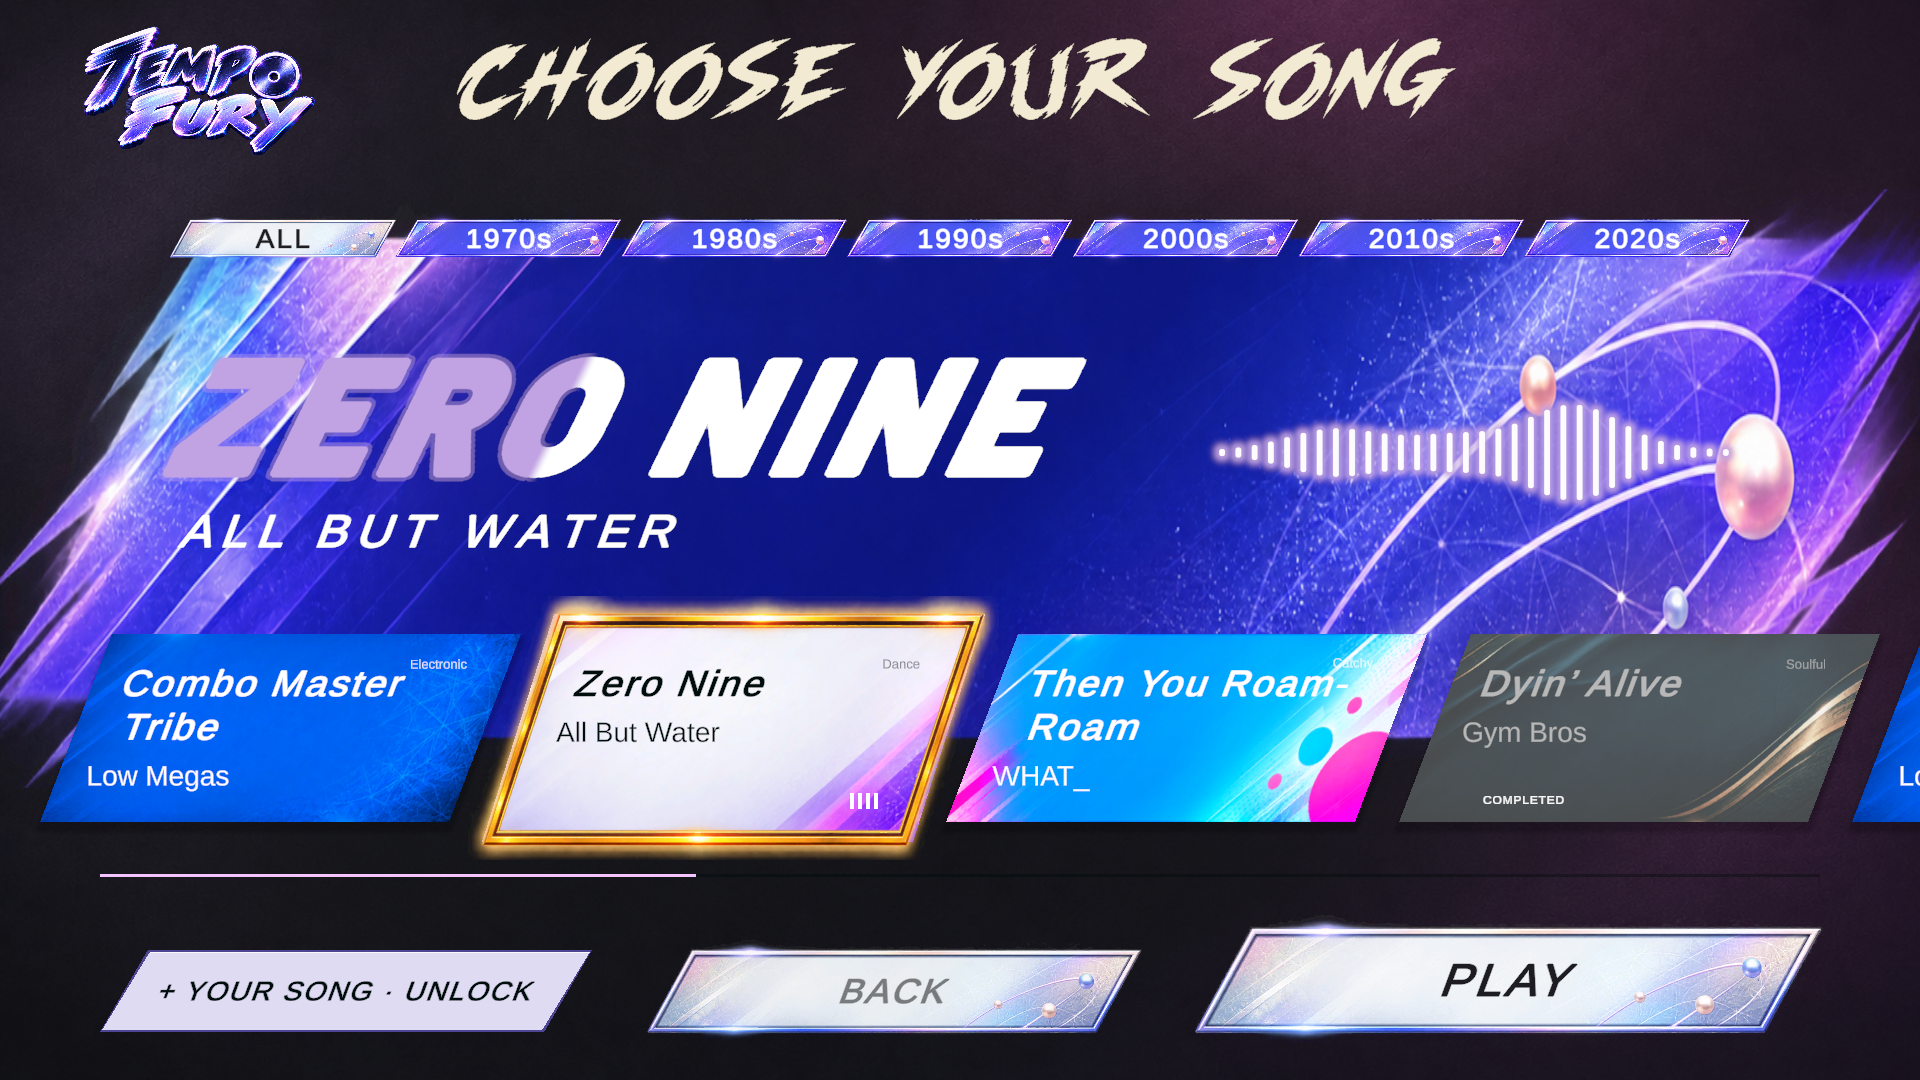 TEMPO
FURY
CHOOSE YOUR SONG
ALL
1970s
1980s
1990s
2000s
2010s
2020s
ZERO NINE
ALL BUT WATER
Combo Master
Tribe
Electronic
Low Megas
Zero Nine
Dance
All But Water
Then You Roam-
Roam
Catchy
WHAT_
Dyin' Alive
Soulful
Gym Bros
COMPLETED
Lo
+ YOUR SONG · UNLOCK
BACK
PLAY